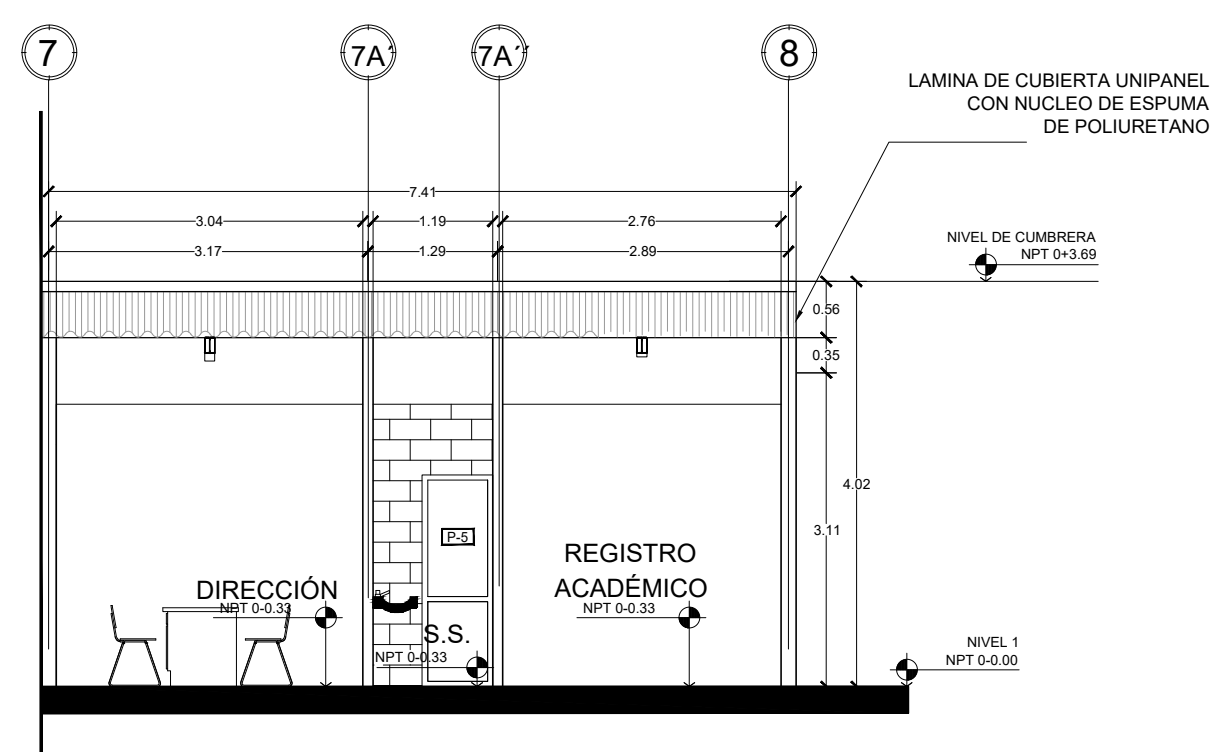 7
7A´
7A´´
8
LAMINA DE CUBIERTA UNIPANEL
CON NUCLEO DE ESPUMA
DE POLIURETANO
7.41
3.04
1.19
2.76
3.17
1.29
2.89
NIVEL DE CUMBRERA
NPT 0+3.69
0.56
0.35
4.02
3.11
P-5
DIRECCIÓN
NPT 0-0.33
REGISTRO
ACADÉMICO
NPT 0-0.33
S.S.
NPT 0-0.33
NIVEL 1
NPT 0-0.00